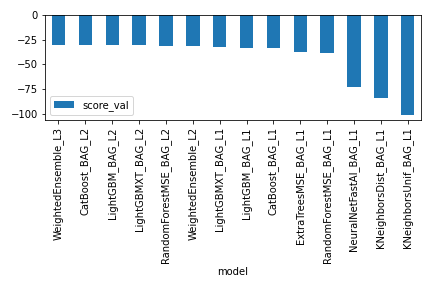 0
−25
−50
−75
−100
score_val
WeightedEnsemble_L3
CatBoost_BAG_L2
LightGBM_BAG_L2
LightGBMXT_BAG_L2
RandomForestMSE_BAG_L2
WeightedEnsemble_L2
LightGBMXT_BAG_L1
LightGBM_BAG_L1
CatBoost_BAG_L1
ExtraTreesMSE_BAG_L1
RandomForestMSE_BAG_L1
NeuralNetFastAI_BAG_L1
KNeighborsDist_BAG_L1
KNeighborsUnif_BAG_L1
model